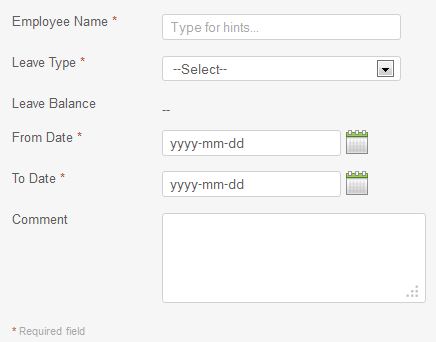 Employee Name * Type for hints...
Leave Type * --Select--
Leave Balance --
From Date * yyyy-mm-dd
To Date * yyyy-mm-dd
Comment
* Required field